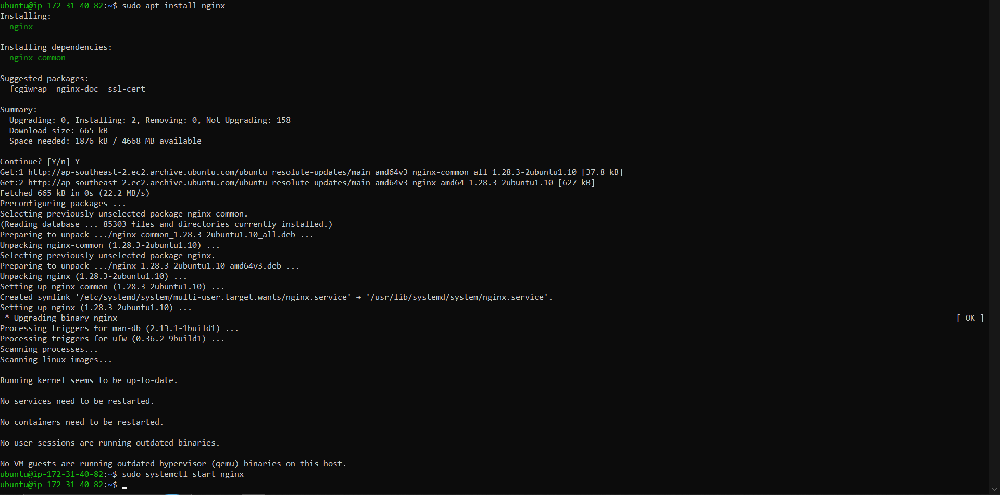 ubuntu@ip-172-31-40-82:~$ sudo apt install nginx
Installing:
  nginx

Installing dependencies:
  nginx-common

Suggested packages:
  fcgiwrap  nginx-doc  ssl-cert

Summary:
  Upgrading: 0, Installing: 2, Removing: 0, Not Upgrading: 158
  Download size: 665 kB
  Space needed: 1876 kB / 4668 MB available

Continue? [Y/n] Y
Get:1 http://ap-southeast-2.ec2.archive.ubuntu.com/ubuntu resolute-updates/main amd64v3 nginx-common all 1.28.3-2ubuntu1.10 [37.8 kB]
Get:2 http://ap-southeast-2.ec2.archive.ubuntu.com/ubuntu resolute-updates/main amd64v3 nginx amd64 1.28.3-2ubuntu1.10 [627 kB]
Fetched 665 kB in 0s (22.2 MB/s)
Preconfiguring packages ...
Selecting previously unselected package nginx-common.
(Reading database ... 85303 files and directories currently installed.)
Preparing to unpack .../nginx-common_1.28.3-2ubuntu1.10_all.deb ...
Unpacking nginx-common (1.28.3-2ubuntu1.10) ...
Selecting previously unselected package nginx.
Preparing to unpack .../nginx_1.28.3-2ubuntu1.10_amd64v3.deb ...
Unpacking nginx (1.28.3-2ubuntu1.10) ...
Setting up nginx-common (1.28.3-2ubuntu1.10) ...
Created symlink '/etc/systemd/system/multi-user.target.wants/nginx.service' → '/usr/lib/systemd/system/nginx.service'.
Setting up nginx (1.28.3-2ubuntu1.10) ...
 * Upgrading binary nginx [ OK ]
Processing triggers for man-db (2.13.1-1build1) ...
Processing triggers for ufw (0.36.2-9build1) ...
Scanning processes...
Scanning linux images...

Running kernel seems to be up-to-date.

No services need to be restarted.

No containers need to be restarted.

No user sessions are running outdated binaries.

No VM guests are running outdated hypervisor (qemu) binaries on this host.
ubuntu@ip-172-31-40-82:~$ sudo systemctl start nginx
ubuntu@ip-172-31-40-82:~$